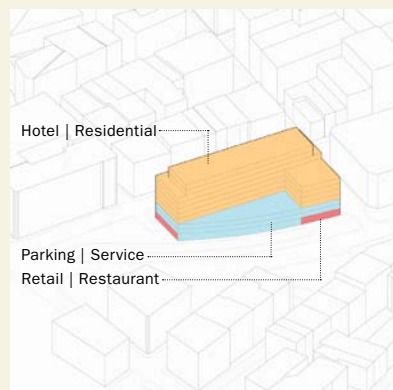 Hotel | Residential
Parking | Service
Retail | Restaurant